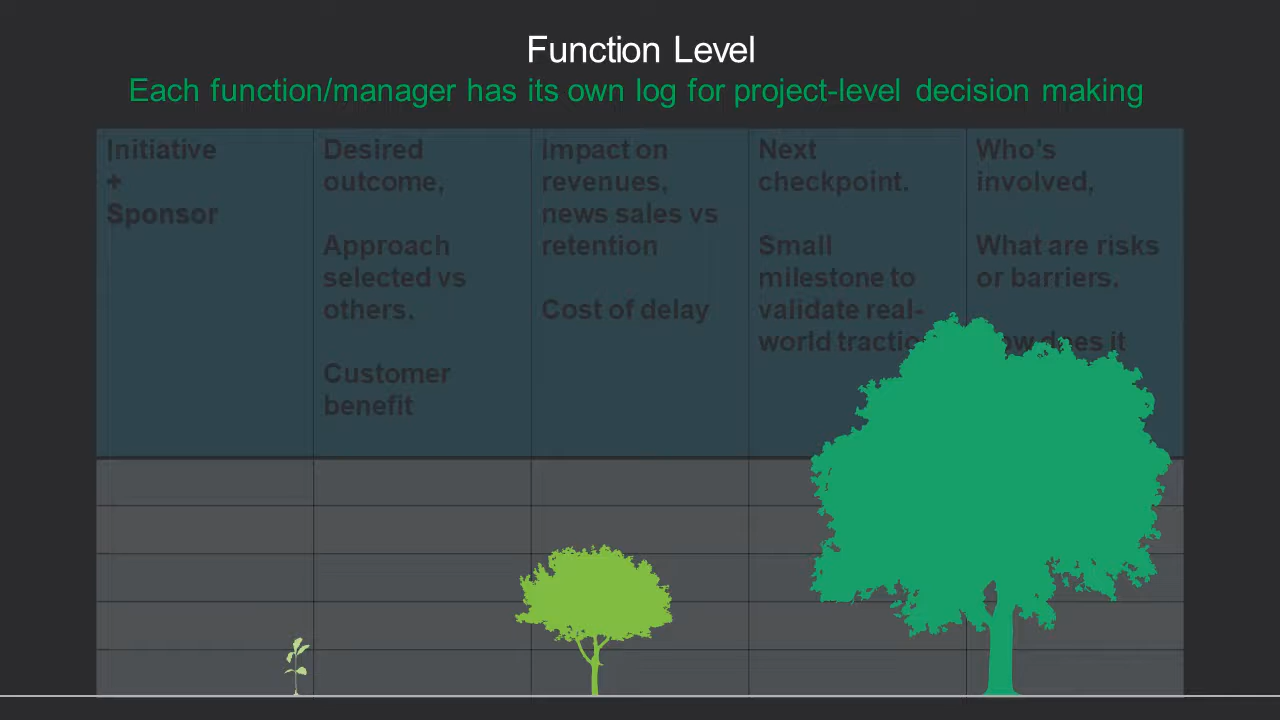 Function Level
Each function/manager has its own log for project-level decision making
Initiative
+
Sponsor
Desired
outcome,
Approach
selected vs
others.
Customer
benefit
Impact on
revenues,
news sales vs
retention
Cost of delay
Next
checkpoint.
Small
milestone to
validate real-
world
Who's
involved,
What are risks
or barriers,
it